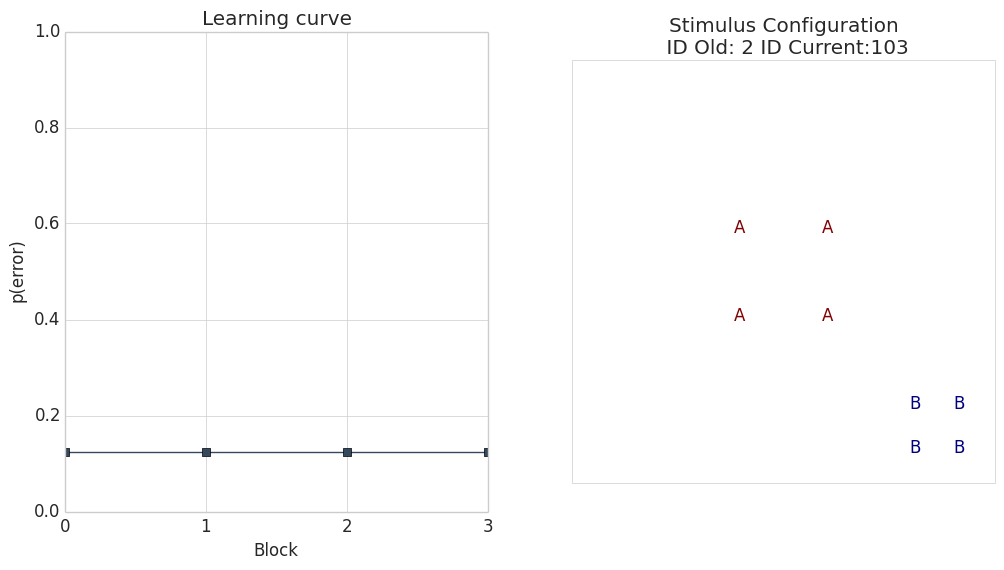 Learning curve
1.0
0.8
0.6
0.4
0.2
0.0
0 1 2 3
p(error)
Block
Stimulus Configuration
ID Old: 2 ID Current:103
A A
A A
B B
B B